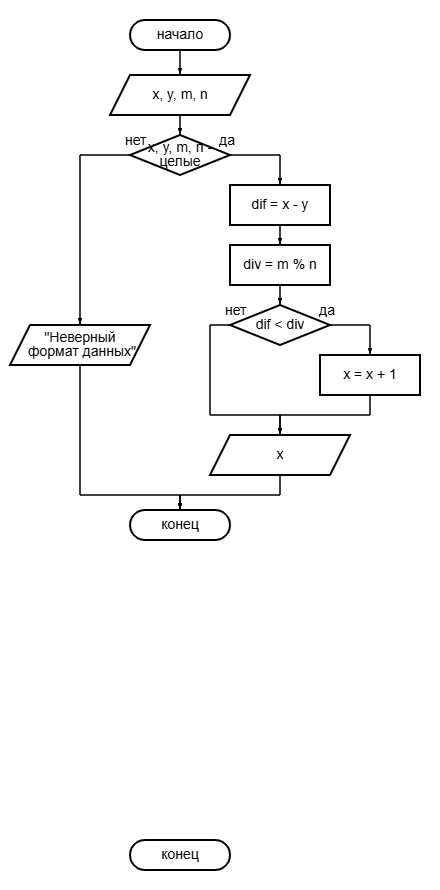 начало
x, y, m, n
нет
да
x, y, m, n -
целые
dif = x - y
div = m % n
нет
да
dif < div
"Неверный
формат данных"
x = x + 1
x
конец
конец